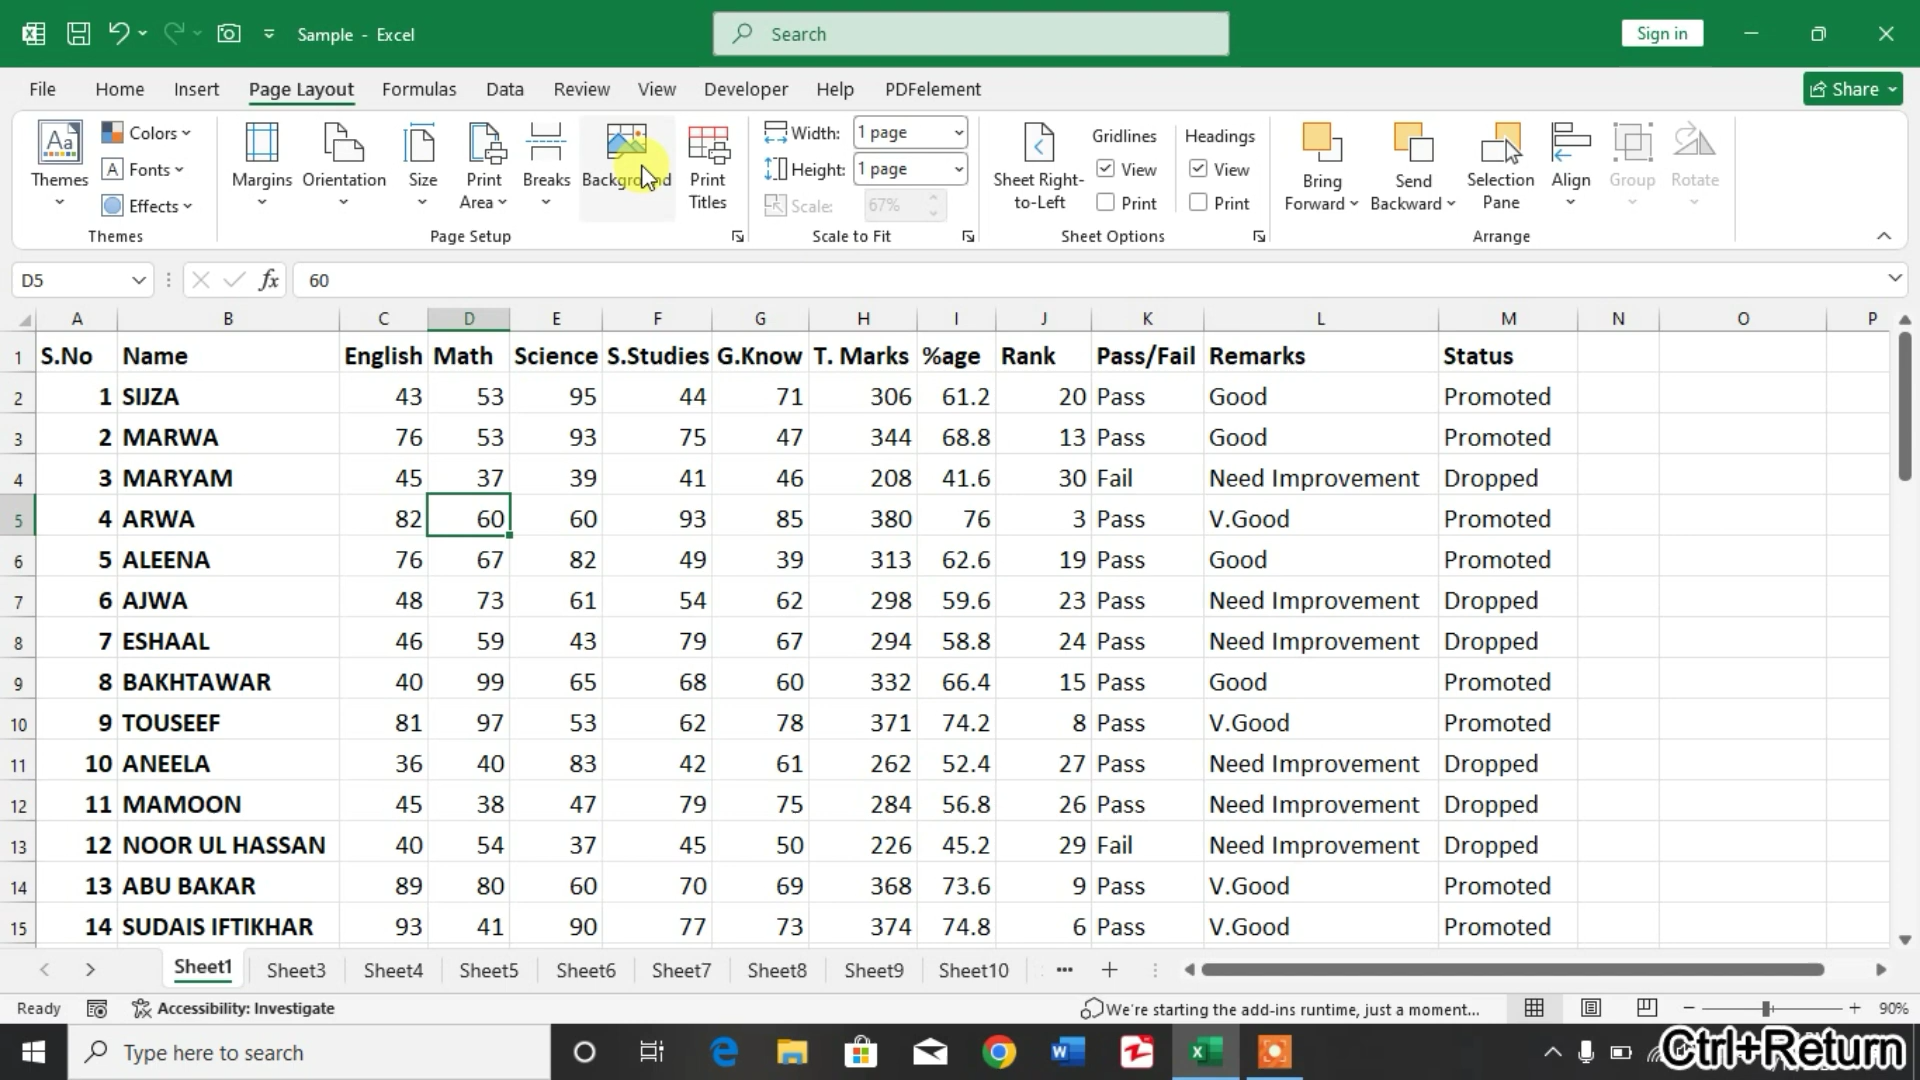 Sample - Excel
Search
Sign in
File Home Insert Page Layout Formulas Data Review View Developer Help PDFelement
Share
Themes
Colors
Fonts
Effects
Themes
Margins
Orientation
Size
Print Area
Breaks
Background
Print Titles
Page Setup
Width: 1 page
Height: 1 page
Scale: 67%
Scale to Fit
Sheet Right-to-Left
Gridlines
View
Print
Headings
View
Print
Sheet Options
Bring Forward
Send Backward
Selection Pane
Align
Group
Rotate
Arrange
D5
fx
60
A B C D E F G H I J K L M N O P
1 S.No Name English Math Science S.Studies G.Know T. Marks %age Rank Pass/Fail Remarks Status
2 1 SIJZA 43 53 95 44 71 306 61.2 20 Pass Good Promoted
3 2 MARWA 76 53 93 75 47 344 68.8 13 Pass Good Promoted
4 3 MARYAM 45 37 39 41 46 208 41.6 30 Fail Need Improvement Dropped
5 4 ARWA 82 60 60 93 85 380 76 3 Pass V.Good Promoted
6 5 ALEENA 76 67 82 49 39 313 62.6 19 Pass Good Promoted
7 6 AJWA 48 73 61 54 62 298 59.6 23 Pass Need Improvement Dropped
8 7 ESHAAL 46 59 43 79 67 294 58.8 24 Pass Need Improvement Dropped
9 8 BAKHTAWAR 40 99 65 68 60 332 66.4 15 Pass Good Promoted
10 9 TOUSEEF 81 97 53 62 78 371 74.2 8 Pass V.Good Promoted
11 10 ANEELA 36 40 83 42 61 262 52.4 27 Pass Need Improvement Dropped
12 11 MAMOON 45 38 47 79 75 284 56.8 26 Pass Need Improvement Dropped
13 12 NOOR UL HASSAN 40 54 37 45 50 226 45.2 29 Fail Need Improvement Dropped
14 13 ABU BAKAR 89 80 60 70 69 368 73.6 9 Pass V.Good Promoted
15 14 SUDAIS IFTIKHAR 93 41 90 77 73 374 74.8 6 Pass V.Good Promoted
Sheet1 Sheet3 Sheet4 Sheet5 Sheet6 Sheet7 Sheet8 Sheet9 Sheet10 ...
Ready Accessibility: Investigate We're starting the add-ins runtime, just a moment... 90%
Type here to search
Ctrl+Return